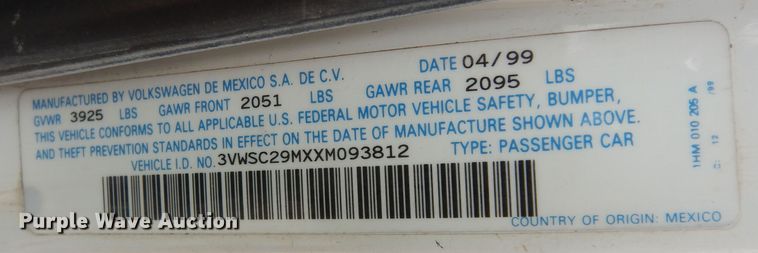 MANUFACTURED BY VOLKSWAGEN DE MEXICO S.A. DE C.V. DATE 04/99
GVWR 3925 LBS GAWR FRONT 2051 LBS GAWR REAR 2095 LBS
THIS VEHICLE CONFORMS TO ALL APPLICABLE U.S. FEDERAL MOTOR VEHICLE SAFETY, BUMPER,
AND THEFT PREVENTION STANDARDS IN EFFECT ON THE DATE OF MANUFACTURE SHOWN ABOVE.
VEHICLE I.D. NO. 3VWSC29MXXM093812 TYPE: PASSENGER CAR
COUNTRY OF ORIGIN: MEXICO
1HM 010 205 A
Purple Wave Auction